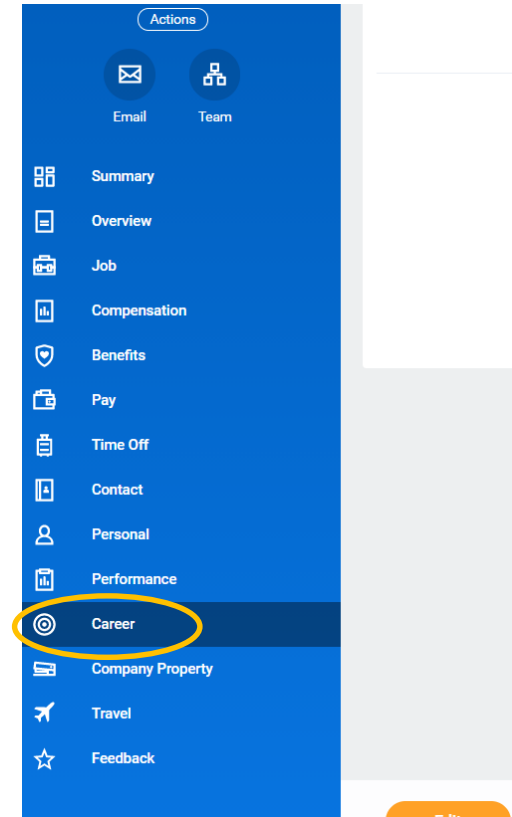 Actions
Email Team
Summary
Overview
Job
Compensation
Benefits
Pay
Time Off
Contact
Personal
Performance
Career
Company Property
Travel
Feedback